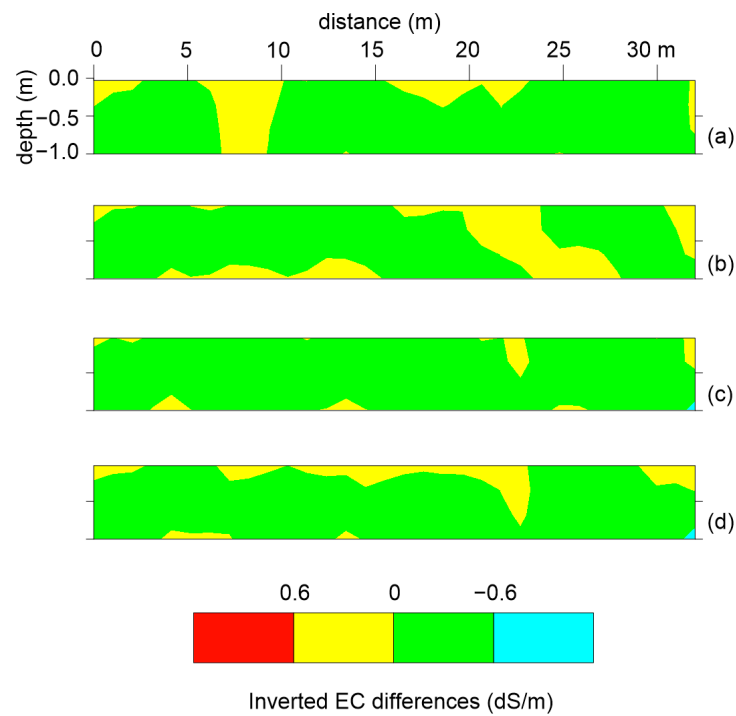 distance (m)
0 5 10 15 20 25 30 m
depth (m)
0.0
−0.5
−1.0
(a)
(b)
(c)
(d)
0.6 0 −0.6
Inverted EC differences (dS/m)